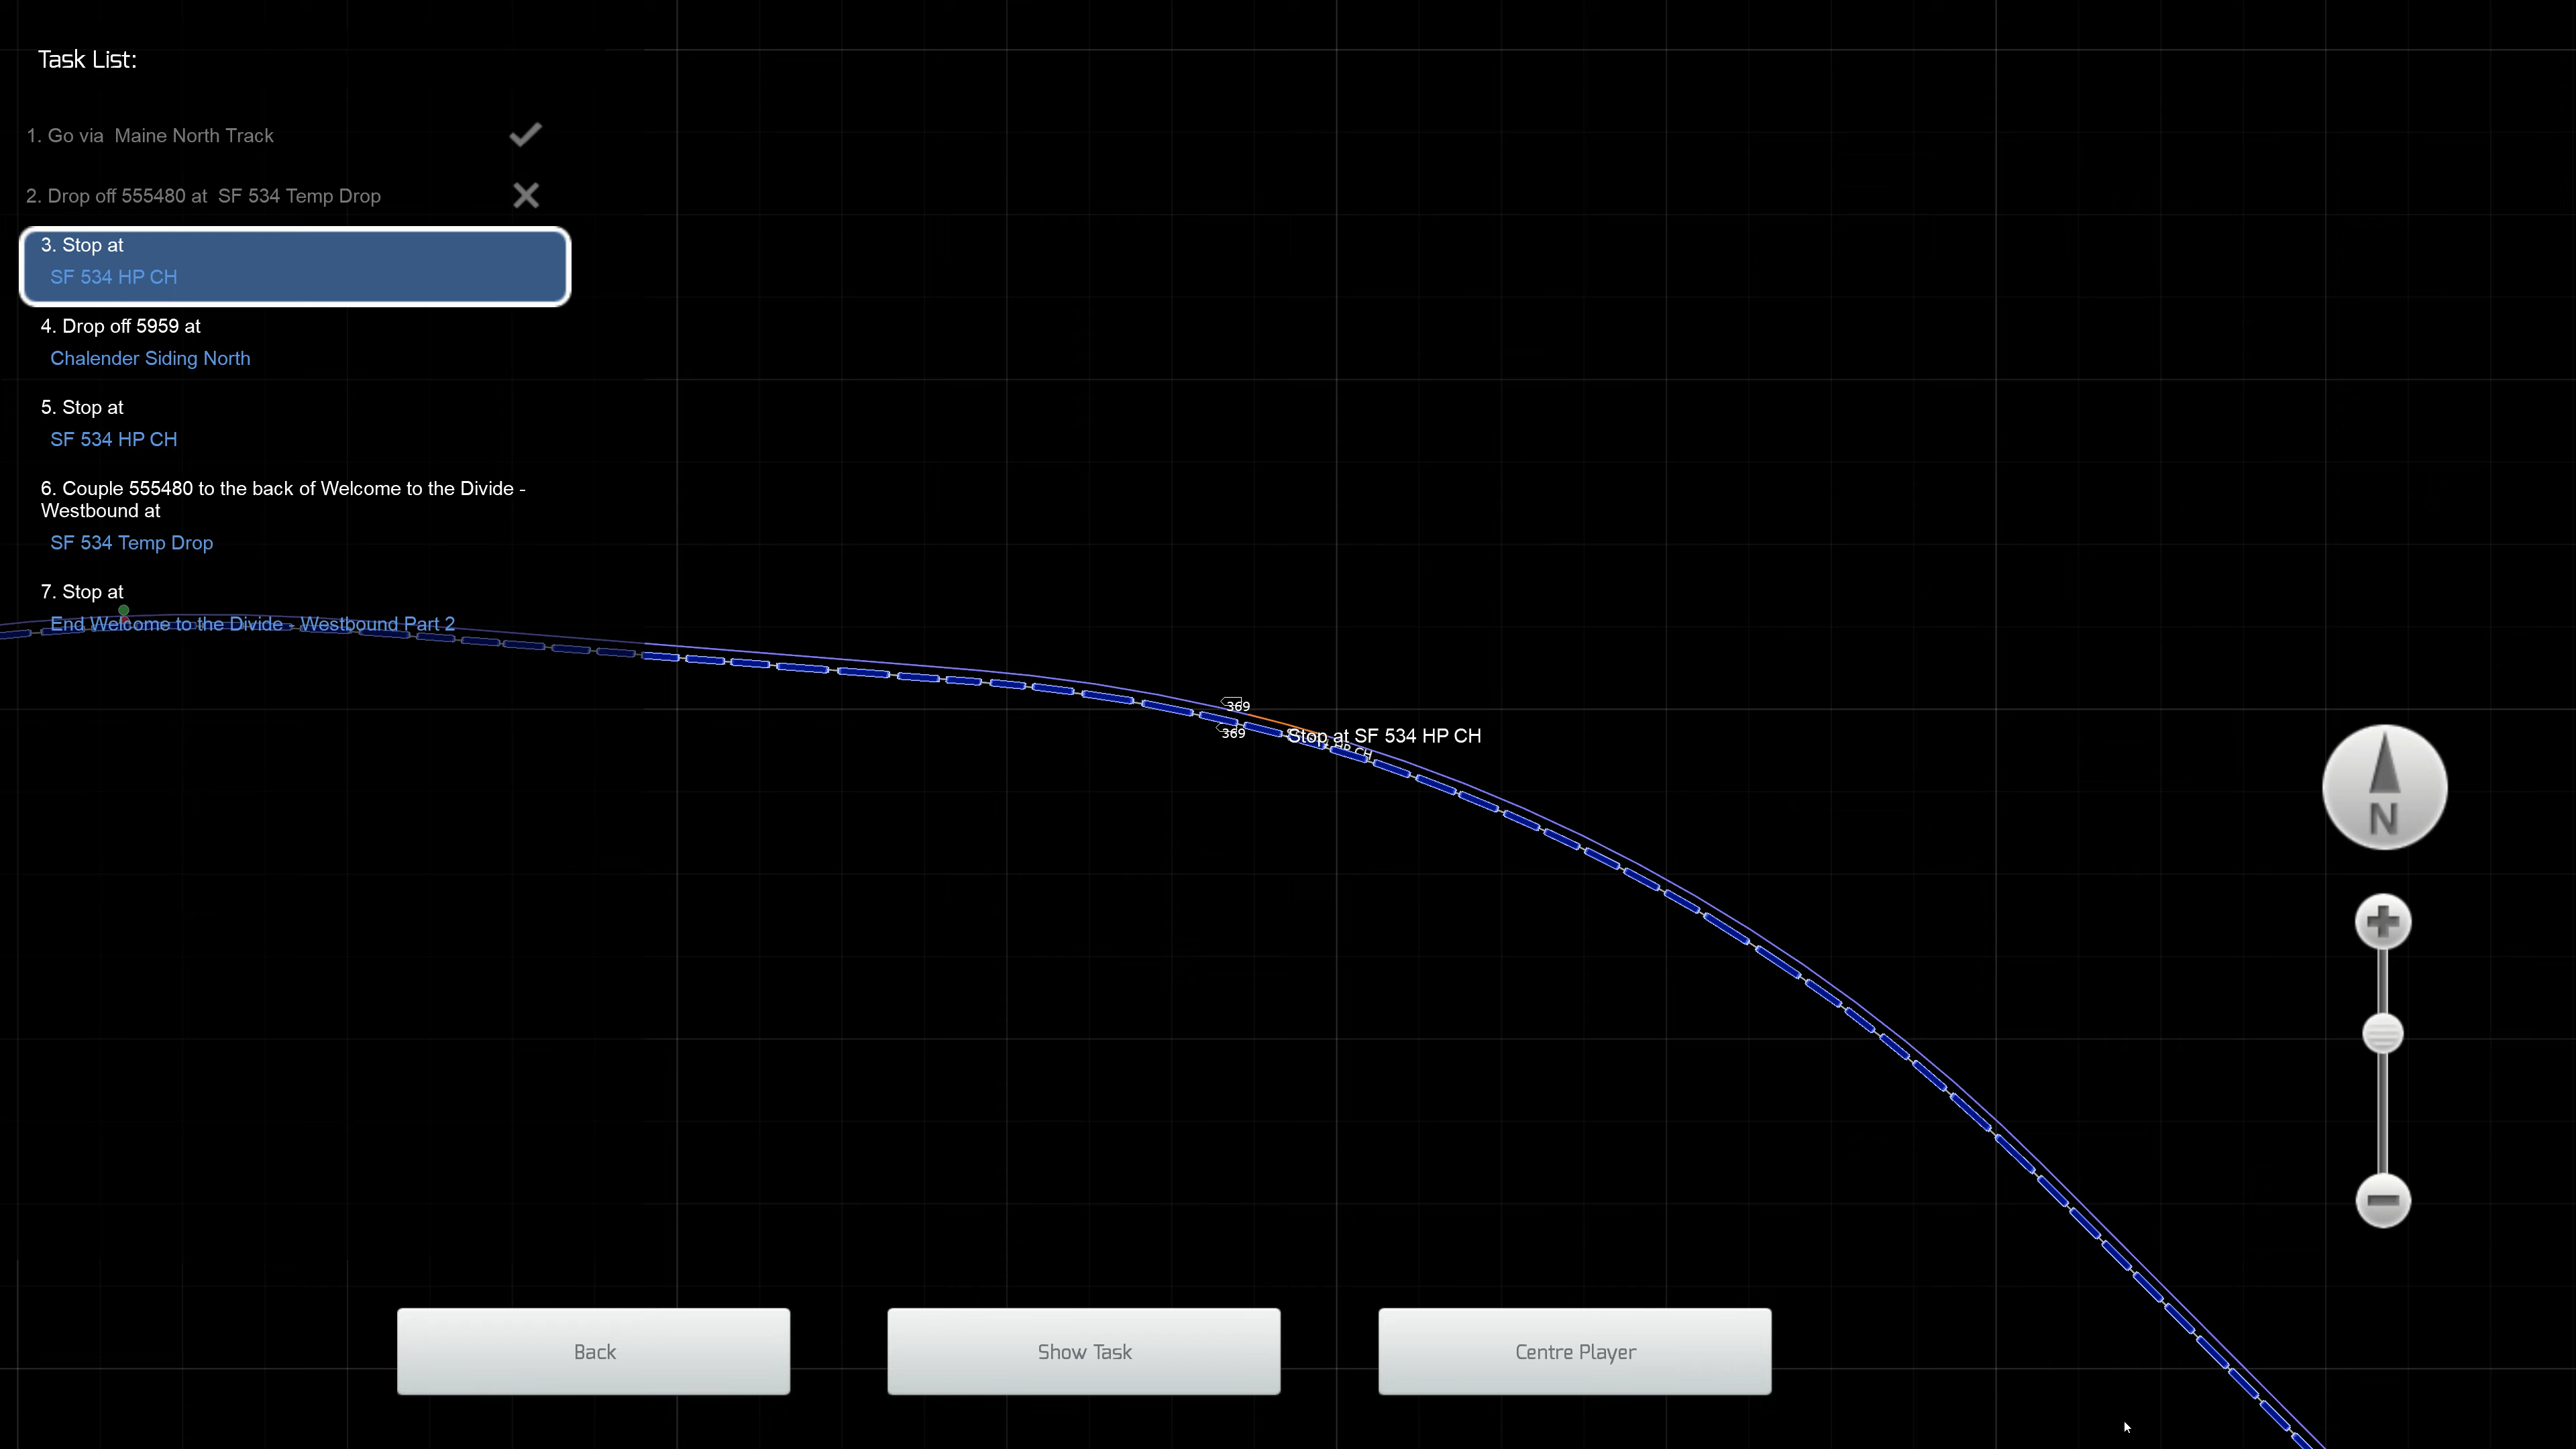 Task List:
1. Go via  Maine North Track
2. Drop off 555480 at  SF 534 Temp Drop
3. Stop at
SF 534 HP CH
4. Drop off 5959 at
Chalender Siding North
5. Stop at
SF 534 HP CH
6. Couple 555480 to the back of Welcome to the Divide -
Westbound at
SF 534 Temp Drop
7. Stop at
End Welcome to the Divide - Westbound Part 2
369
369
Stop at SF 534 HP CH
HP CH
N
Back
Show Task
Centre Player